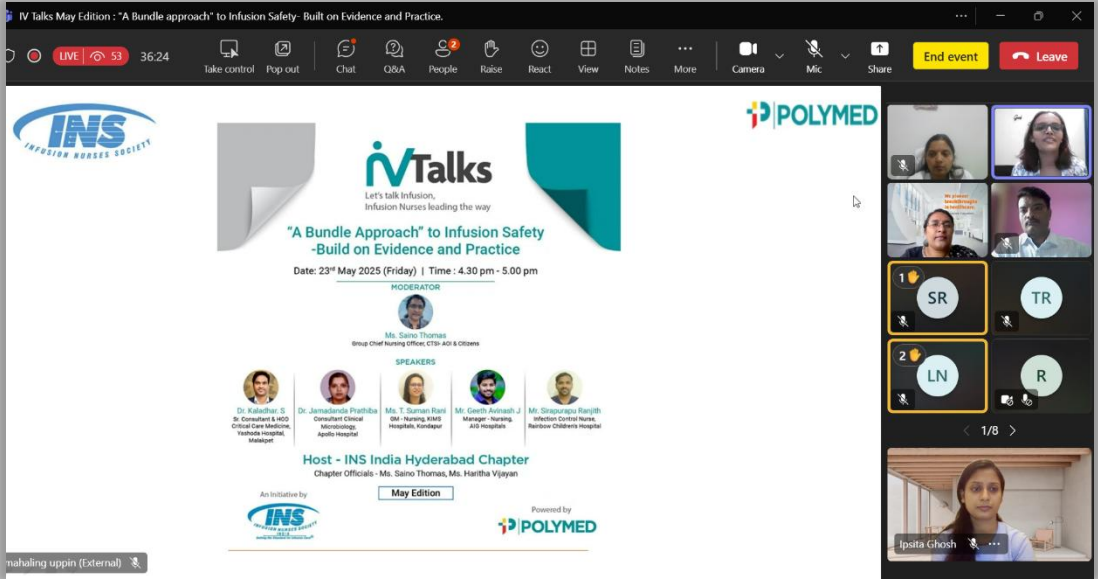 IV Talks May Edition : "A Bundle approach" to Infusion Safety- Built on Evidence and Practice.
LIVE 53 36:24
Take control Pop out Chat Q&A People Raise React View Notes More Camera Mic Share
2
End event Leave
INS
INFUSION NURSES SOCIETY
POLYMED
ivTalks
Let's talk Infusion,
Infusion Nurses leading the way
"A Bundle Approach" to Infusion Safety
-Build on Evidence and Practice
Date: 23rd May 2025 (Friday) | Time : 4.30 pm - 5.00 pm
MODERATOR
Ms. Saino Thomas
Group Chief Nursing Officer, CTSI- AOI & Citizens
SPEAKERS
Dr. Kaladhar. S
Sr. Consultant & HOD
Critical Care Medicine,
Yashoda Hospital,
Malakpet
Dr. Jamadanda Prathiba
Consultant Clinical
Microbiology,
Apollo Hospital
Ms. T. Suman Rani
GM - Nursing, KIMS
Hospitals, Kondapur
Mr. Geeth Avinash J
Manager - Nursing,
AIG Hospitals
Mr. Sirapurapu Ranjith
Infection Control Nurse,
Rainbow Children's Hospital
Host - INS India Hyderabad Chapter
Chapter Officials - Ms. Saino Thomas, Ms. Haritha Vijayan
May Edition
An Initiative by
INS
INFUSION NURSES SOCIETY
INDIA
Powered by
POLYMED
mahaling uppin (External)
1
SR
TR
2
LN
R
1/8
Ipsita Ghosh